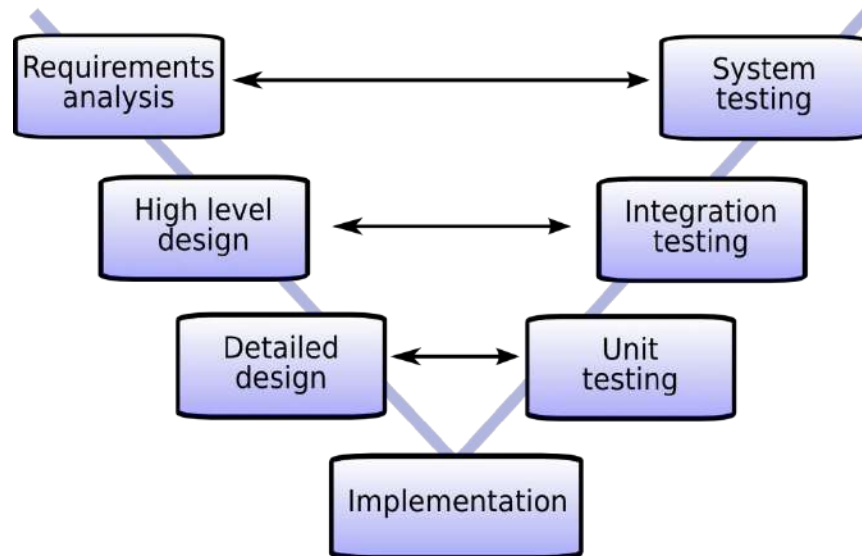 Requirements
analysis
System
testing
High level
design
Integration
testing
Detailed
design
Unit
testing
Implementation